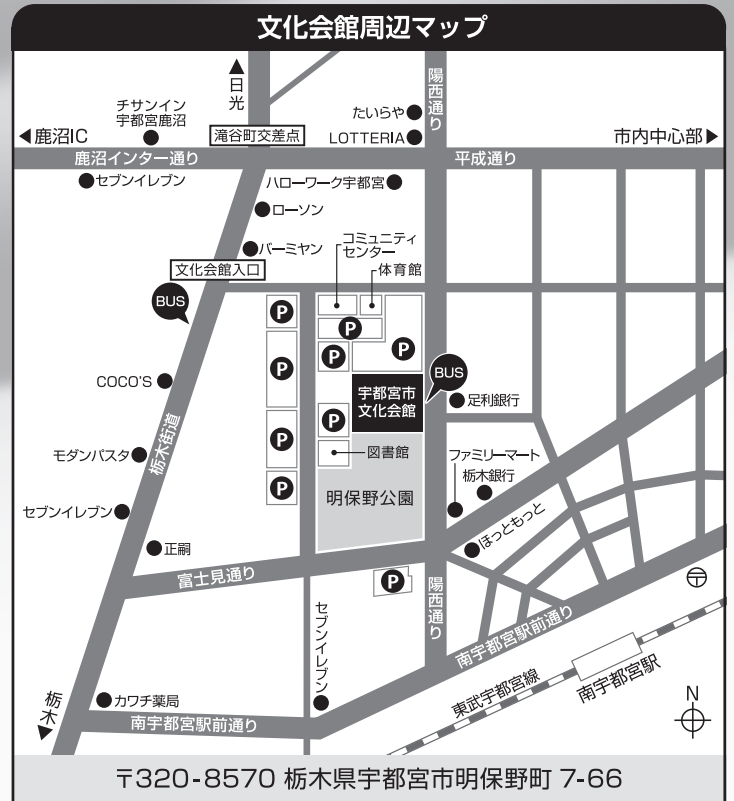 文化会館周辺マップ
▲日光
陽西通り
チサンイン
宇都宮鹿沼
たいらや
◀鹿沼IC
滝谷町交差点
LOTTERIA
市内中心部▶
鹿沼インター通り
平成通り
セブンイレブン
ハローワーク宇都宮
ローソン
コミュニティ
センター
バーミヤン
体育館
文化会館入口
BUS
P
P
P
P
P
BUS
COCO'S
宇都宮市
文化会館
足利銀行
P
P
栃木街道
モダンパスタ
図書館
ファミリーマート
栃木銀行
P
明保野公園
セブンイレブン
ほっともっと
正嗣
富士見通り
P
陽西通り
〒
セブンイレブン
南宇都宮駅前通り
東武宇都宮線
南宇都宮駅
栃木▼
カワチ薬局
南宇都宮駅前通り
N
〒320-8570 栃木県宇都宮市明保野町 7-66